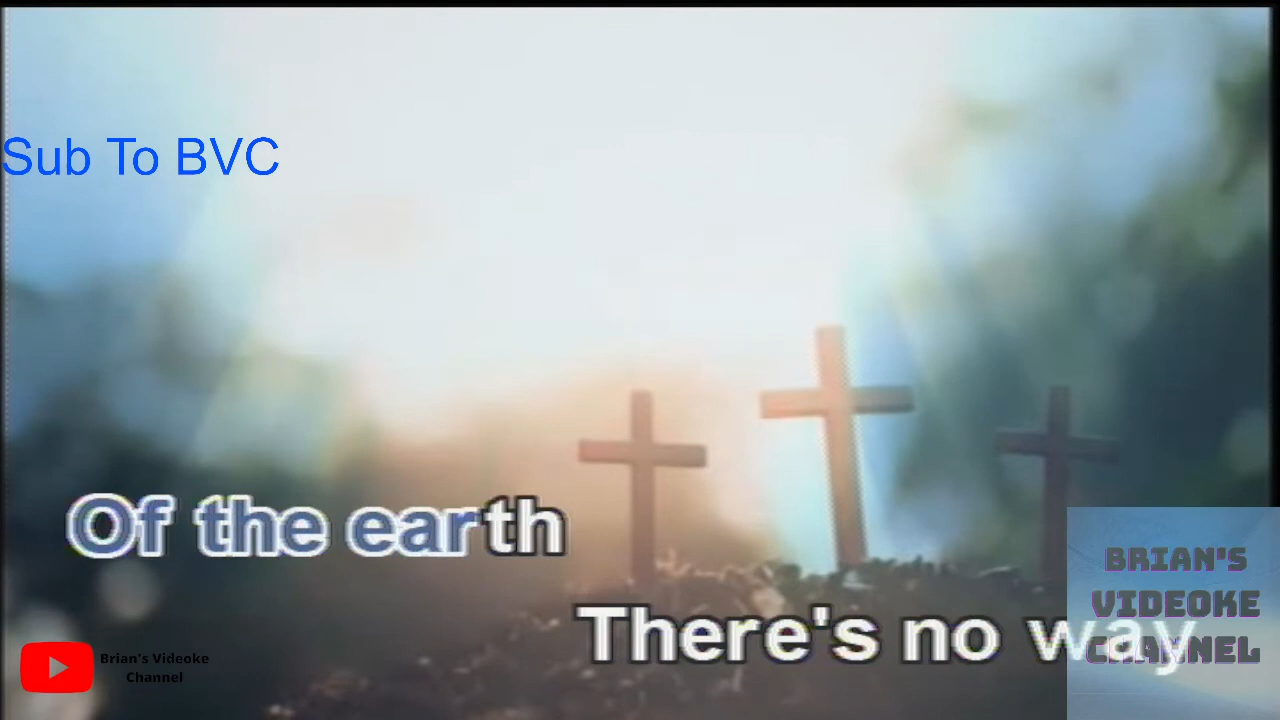 Sub To BVC
Of the earth
There's no way
BRIAN'S
VIDEOKE
CHANNEL
Brian's Videoke
Channel